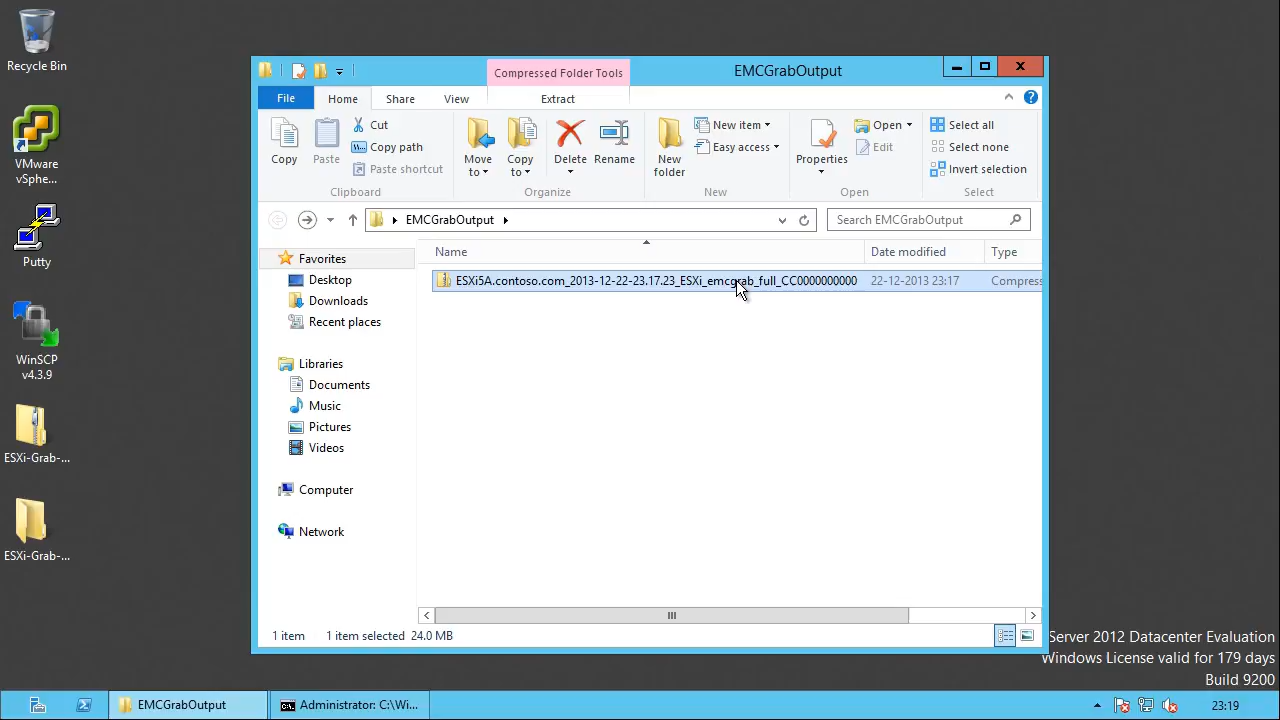 Recycle Bin
VMware
vSphe...
Putty
WinSCP
v4.3.9
ESXi-Grab-...
ESXi-Grab-...
Compressed Folder Tools
EMCGrabOutput
File
Home
Share
View
Extract
Copy
Paste
Cut
Copy path
Paste shortcut
Clipboard
Move
to
Copy
to
Delete
Rename
Organize
New
folder
New item
Easy access
New
Properties
Open
Edit
Open
Select all
Select none
Invert selection
Select
EMCGrabOutput
Search EMCGrabOutput
Favorites
Desktop
Downloads
Recent places
Libraries
Documents
Music
Pictures
Videos
Computer
Network
Name
Date modified
Type
ESXi5A.contoso.com_2013-12-22-23.17.23_ESXi_emcgrab_full_CC0000000000
22-12-2013 23:17
Compress
1 item
1 item selected 24.0 MB
Server 2012 Datacenter Evaluation
Windows License valid for 179 days
Build 9200
EMCGrabOutput
Administrator: C:\Wi...
23:19